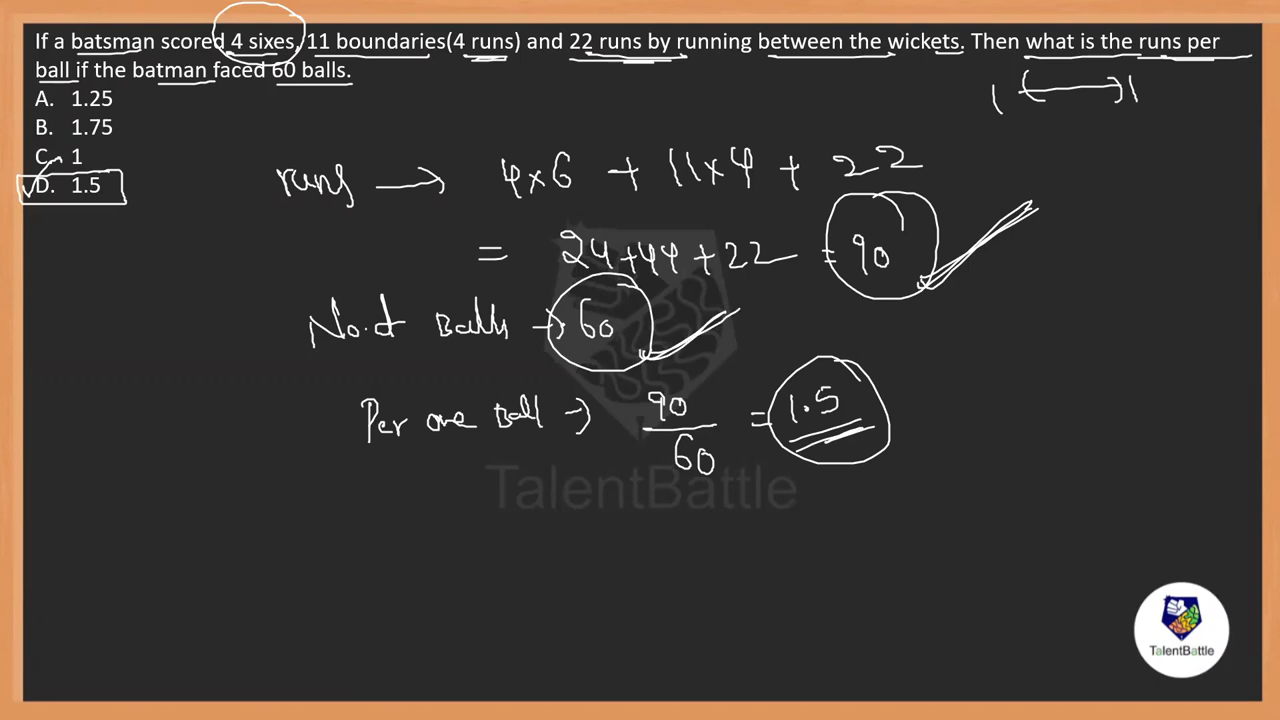 If a batsman scored 4 sixes, 11 boundaries(4 runs) and 22 runs by running between the wickets. Then what is the runs per
ball if the batman faced 60 balls.
A. 1.25
B. 1.75
C. 1
D. 1.5
runs → 4×6 + 11×4 + 22
= 24+44+22 = 90
No.of Balls → 60
Per one Ball → 90/60 = 1.5
TalentBattle
TalentBattle